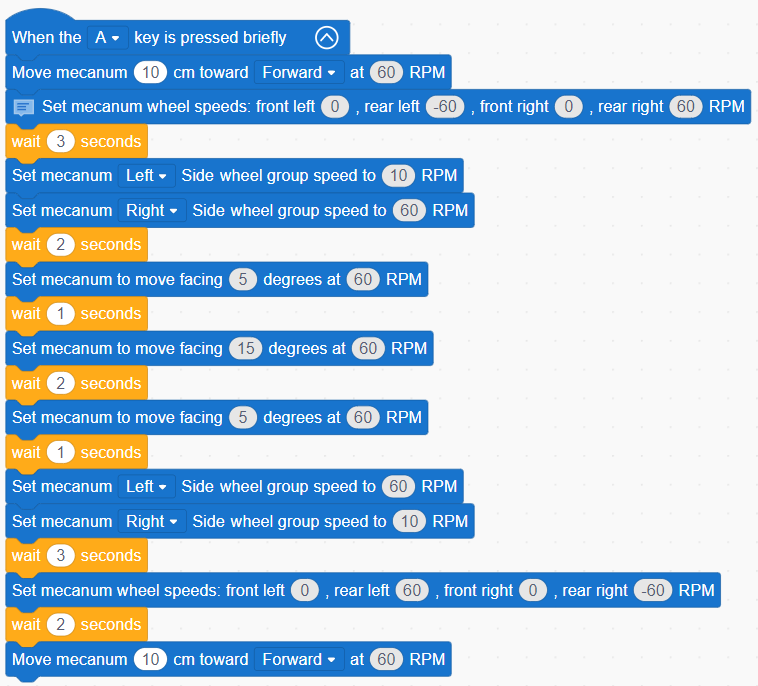 When the A key is pressed briefly
Move mecanum 10 cm toward Forward at 60 RPM
Set mecanum wheel speeds: front left 0 , rear left -60 , front right 0 , rear right 60 RPM
wait 3 seconds
Set mecanum Left Side wheel group speed to 10 RPM
Set mecanum Right Side wheel group speed to 60 RPM
wait 2 seconds
Set mecanum to move facing 5 degrees at 60 RPM
wait 1 seconds
Set mecanum to move facing 15 degrees at 60 RPM
wait 2 seconds
Set mecanum to move facing 5 degrees at 60 RPM
wait 1 seconds
Set mecanum Left Side wheel group speed to 60 RPM
Set mecanum Right Side wheel group speed to 10 RPM
wait 3 seconds
Set mecanum wheel speeds: front left 0 , rear left 60 , front right 0 , rear right -60 RPM
wait 2 seconds
Move mecanum 10 cm toward Forward at 60 RPM